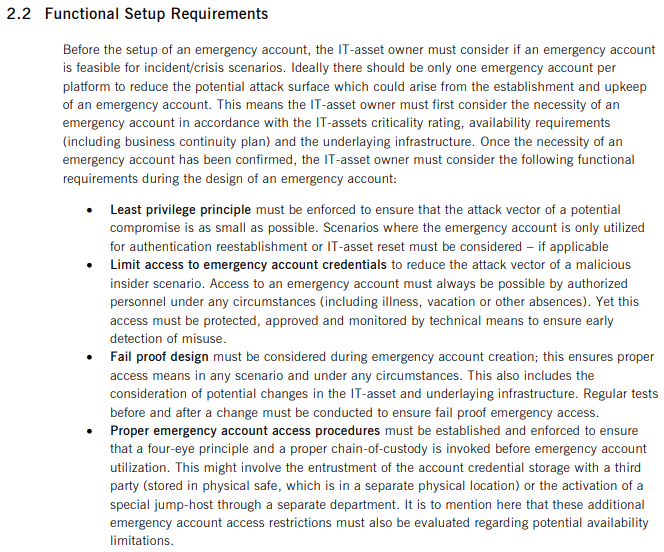 2.2 Functional Setup Requirements
Before the setup of an emergency account, the IT-asset owner must consider if an emergency account
is feasible for incident/crisis scenarios. Ideally there should be only one emergency account per
platform to reduce the potential attack surface which could arise from the establishment and upkeep
of an emergency account. This means the IT-asset owner must first consider the necessity of an
emergency account in accordance with the IT-assets criticality rating, availability requirements
(including business continuity plan) and the underlaying infrastructure. Once the necessity of an
emergency account has been confirmed, the IT-asset owner must consider the following functional
requirements during the design of an emergency account:
• Least privilege principle must be enforced to ensure that the attack vector of a potential
compromise is as small as possible. Scenarios where the emergency account is only utilized
for authentication reestablishment or IT-asset reset must be considered – if applicable
• Limit access to emergency account credentials to reduce the attack vector of a malicious
insider scenario. Access to an emergency account must always be possible by authorized
personnel under any circumstances (including illness, vacation or other absences). Yet this
access must be protected, approved and monitored by technical means to ensure early
detection of misuse.
• Fail proof design must be considered during emergency account creation; this ensures proper
access means in any scenario and under any circumstances. This also includes the
consideration of potential changes in the IT-asset and underlaying infrastructure. Regular tests
before and after a change must be conducted to ensure fail proof emergency access.
• Proper emergency account access procedures must be established and enforced to ensure
that a four-eye principle and a proper chain-of-custody is invoked before emergency account
utilization. This might involve the entrustment of the account credential storage with a third
party (stored in physical safe, which is in a separate physical location) or the activation of a
special jump-host through a separate department. It is to mention here that these additional
emergency account access restrictions must also be evaluated regarding potential availability
limitations.